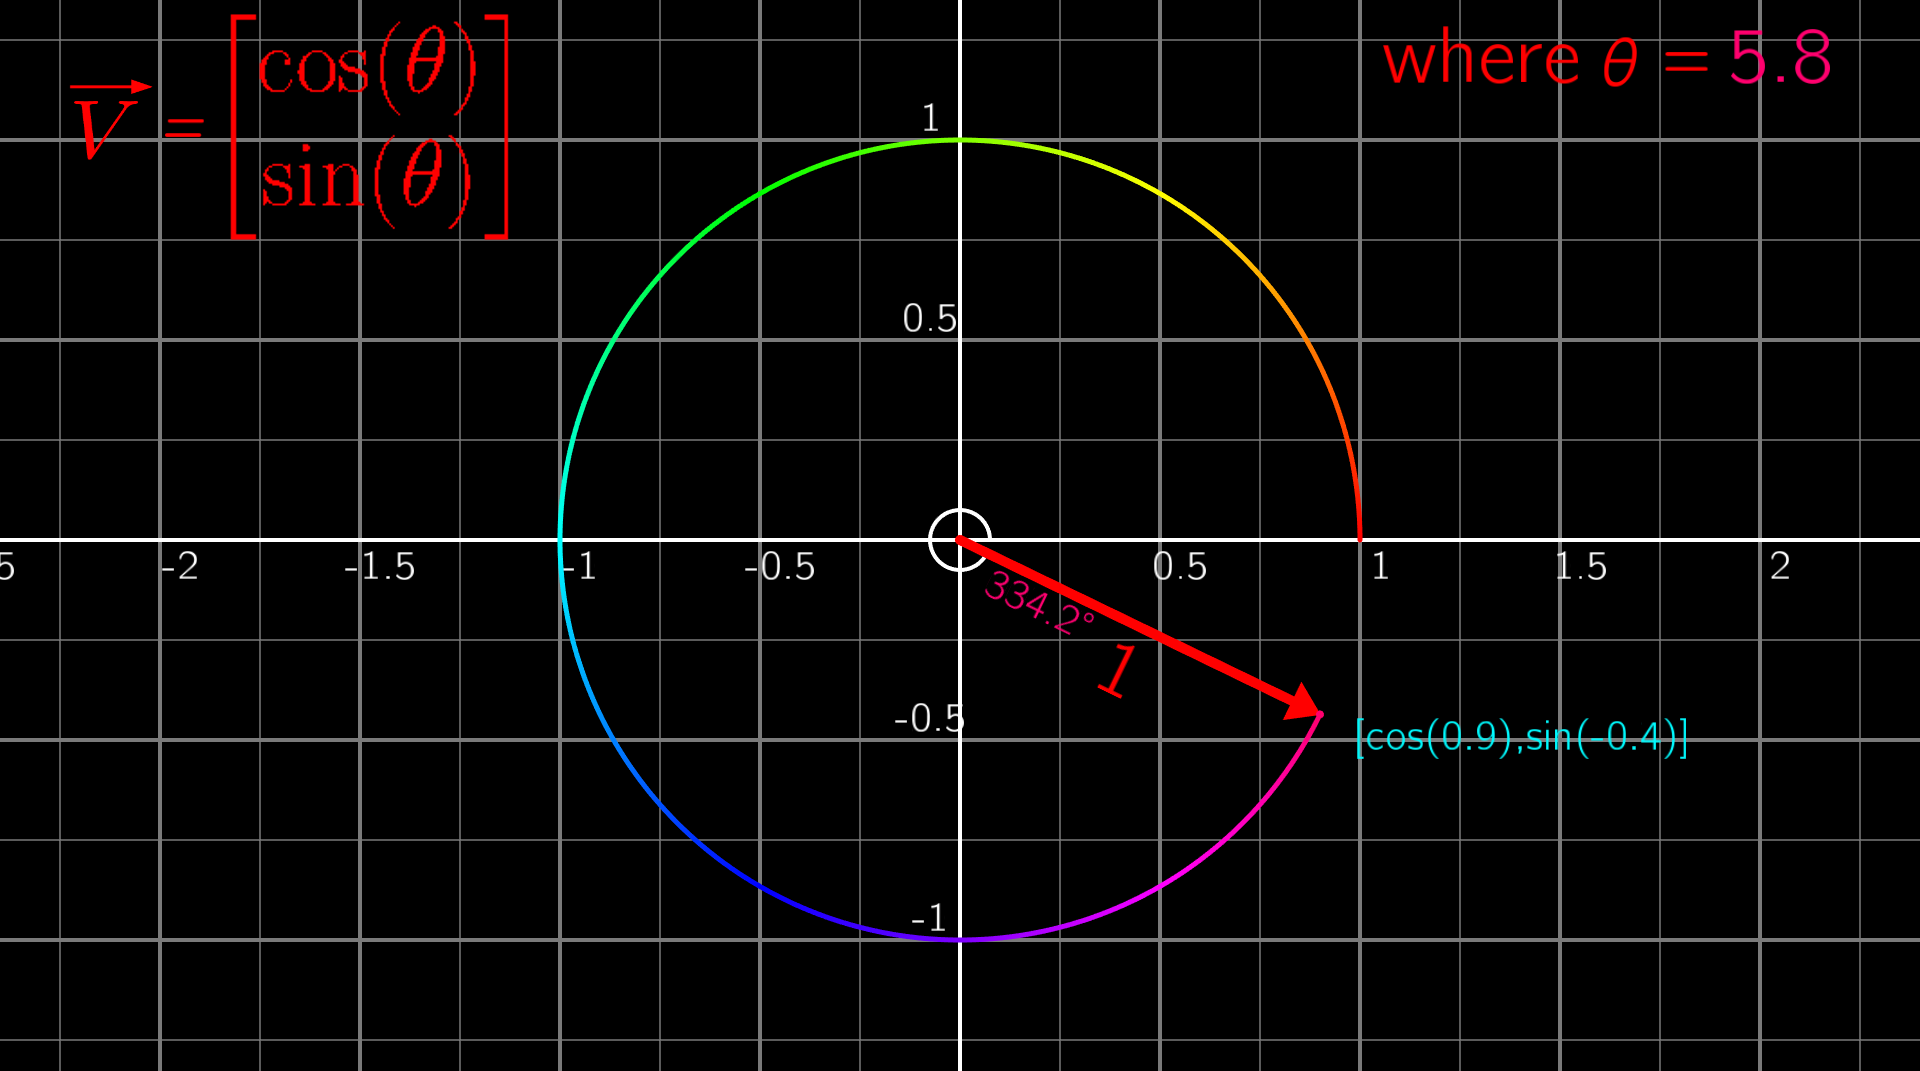 V = [cos(θ)
sin(θ)]
where θ = 5.8
1
0.5
5 -2 -1.5 -1 -0.5 0.5 1 1.5 2
334.2°
1
-0.5
[cos(0.9),sin(-0.4)]
-1